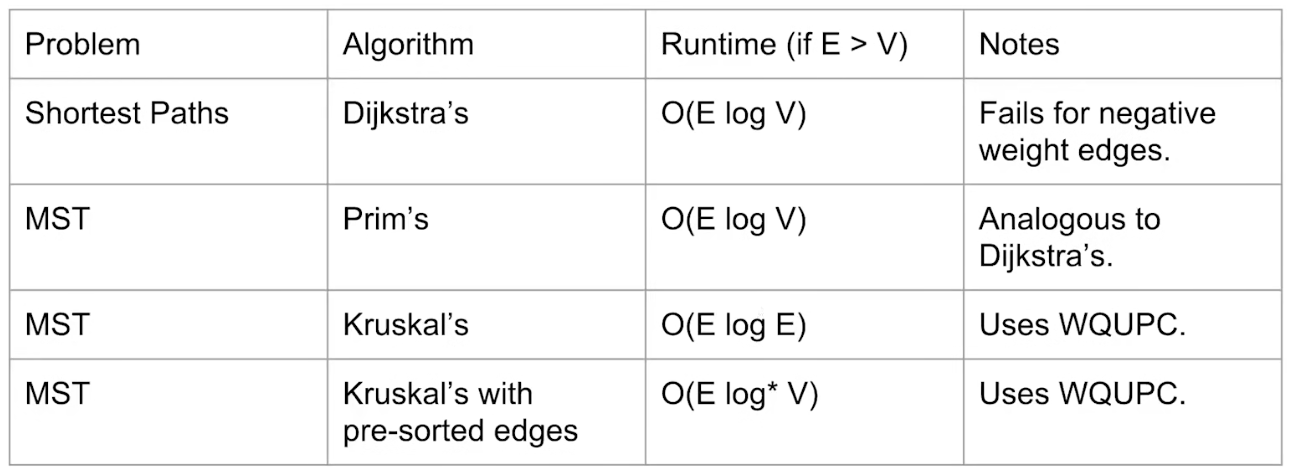 Problem
Algorithm
Runtime (if E > V)
Notes
Shortest Paths
Dijkstra’s
O(E log V)
Fails for negative
weight edges.
MST
Prim’s
O(E log V)
Analogous to
Dijkstra’s.
MST
Kruskal’s
O(E log E)
Uses WQUPC.
MST
Kruskal’s with
pre-sorted edges
O(E log* V)
Uses WQUPC.